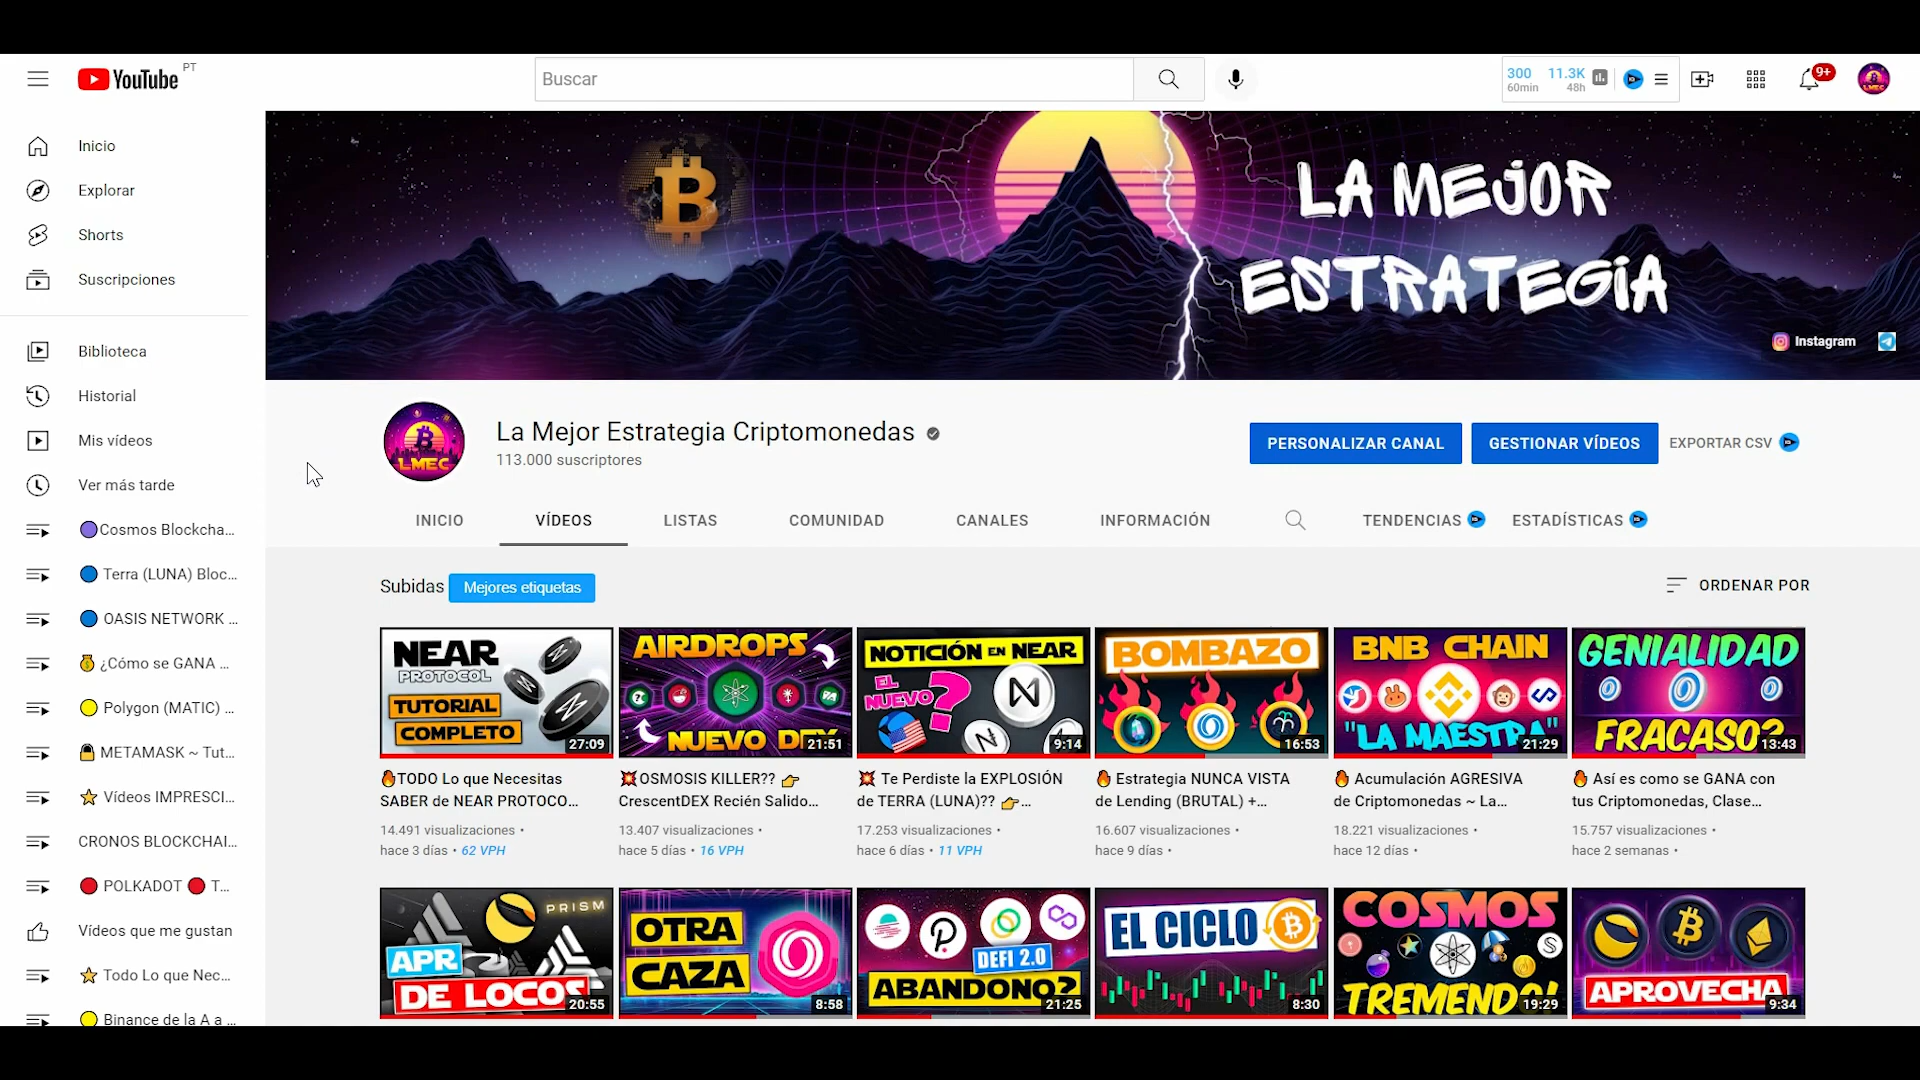 YouTube PT
Buscar
300 11.3K
60min 48h
9+
Inicio
Explorar
Shorts
Suscripciones
Biblioteca
Historial
Mis vídeos
Ver más tarde
🟣Cosmos Blockcha...
🔵 Terra (LUNA) Bloc...
🔵 OASIS NETWORK ...
💰 ¿Cómo se GANA ...
🟡 Polygon (MATIC) ...
🔒 METAMASK ~ Tut...
⭐ Vídeos IMPRESCI...
CRONOS BLOCKCHAI...
🔴 POLKADOT 🔴 T...
Vídeos que me gustan
⭐ Todo Lo que Nec...
🟡 Binance de la A a ...
LA MEJOR
ESTRATEGIA
Instagram
LMEC
La Mejor Estrategia Criptomonedas
113.000 suscriptores
PERSONALIZAR CANAL
GESTIONAR VÍDEOS
EXPORTAR CSV
INICIO
VÍDEOS
LISTAS
COMUNIDAD
CANALES
INFORMACIÓN
TENDENCIAS
ESTADÍSTICAS
Subidas
Mejores etiquetas
ORDENAR POR
NEAR
PROTOCOL
TUTORIAL
COMPLETO
27:09
🔥TODO Lo que Necesitas
SABER de NEAR PROTOCO...
14.491 visualizaciones •
hace 3 días • 62 VPH
AIRDROPS
NUEVO DEX
21:51
💥OSMOSIS KILLER?? 👉
CrescentDEX Recién Salido...
13.407 visualizaciones •
hace 5 días • 16 VPH
NOTICIÓN EN NEAR
EL
NUEVO?
9:14
💥 Te Perdiste la EXPLOSIÓN
de TERRA (LUNA)?? 👉...
17.253 visualizaciones •
hace 6 días • 11 VPH
BOMBAZO
16:53
🔥 Estrategia NUNCA VISTA
de Lending (BRUTAL) +...
16.607 visualizaciones •
hace 9 días •
BNB CHAIN
"LA MAESTRA"
21:29
🔥 Acumulación AGRESIVA
de Criptomonedas ~ La...
18.221 visualizaciones •
hace 12 días •
GENIALIDAD
FRACASO?
13:43
🔥 Así es como se GANA con
tus Criptomonedas, Clase...
15.757 visualizaciones •
hace 2 semanas •
PRISM
APR
DE LOCOS
20:55
OTRA
CAZA
8:58
DEFI 2.0
ABANDONO?
21:25
EL CICLO
8:30
COSMOS
TREMENDO!
19:29
APROVECHA
9:34